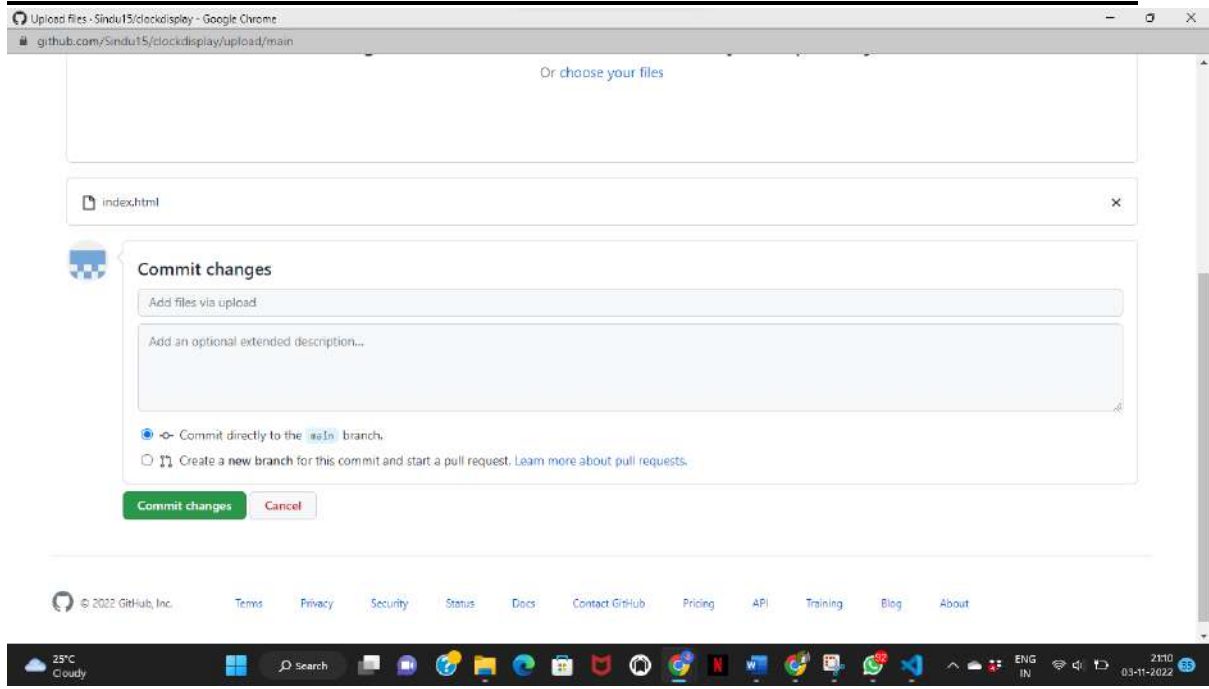 Upload files · Sindu15/clockdisplay - Google Chrome
github.com/Sindu15/clockdisplay/upload/main
Or choose your files
index.html
Commit changes
Add files via upload
Add an optional extended description...
Commit directly to the main branch.
Create a new branch for this commit and start a pull request. Learn more about pull requests.
Commit changes Cancel
© 2022 GitHub, Inc. Terms Privacy Security Status Docs Contact GitHub Pricing API Training Blog About
25°C
Cloudy
Search
ENG
IN
21:10
03-11-2022